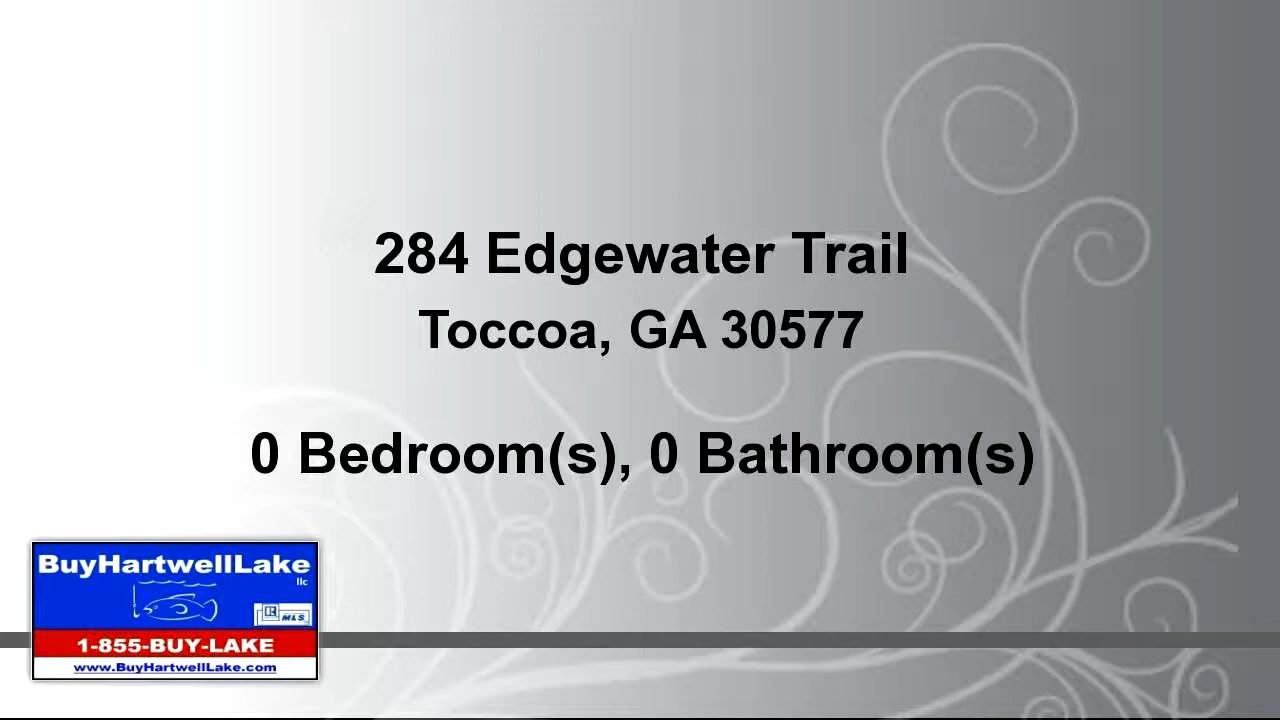 284 Edgewater Trail
Toccoa, GA 30577
0 Bedroom(s), 0 Bathroom(s)
BuyHartwellLake
llc
R MLS
1-855-BUY-LAKE
www.BuyHartwellLake.com